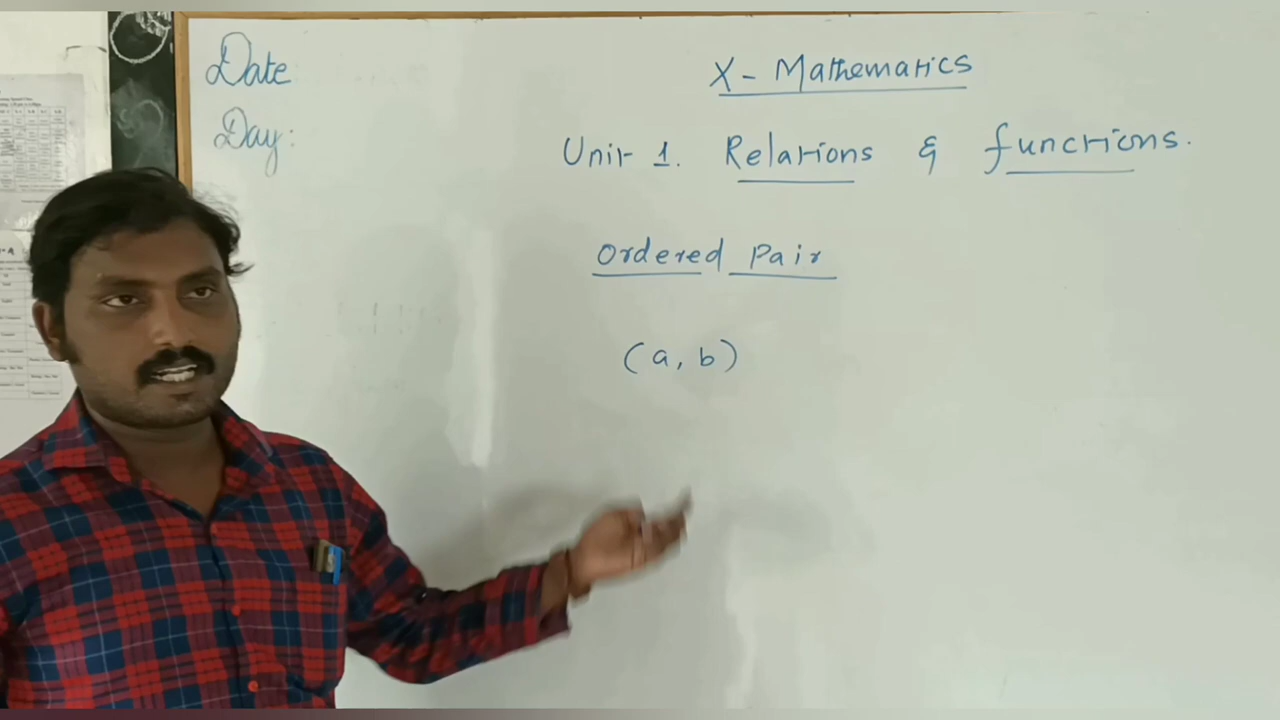 Date
Day:
X - Mathematics
Unit 1. Relations & functions.
Ordered Pair
(a, b)